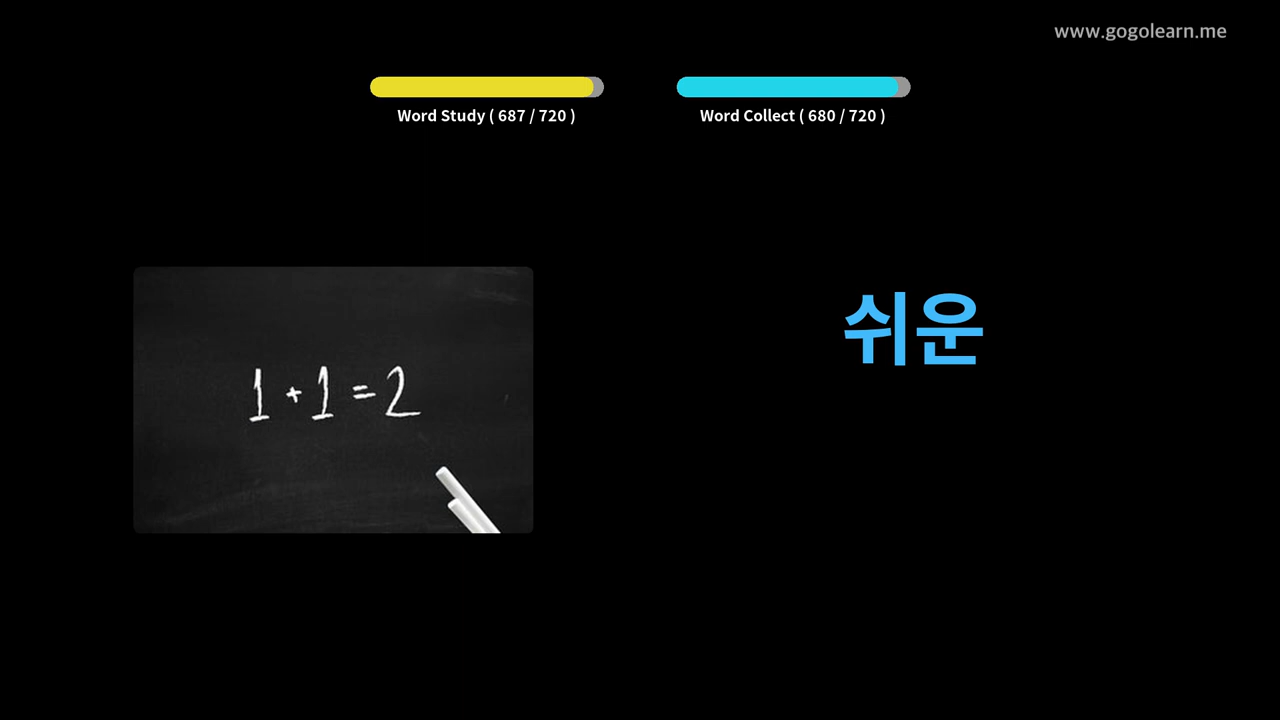 www.gogolearn.me
Word Study ( 687 / 720 )
Word Collect ( 680 / 720 )
쉬운
1 + 1 = 2